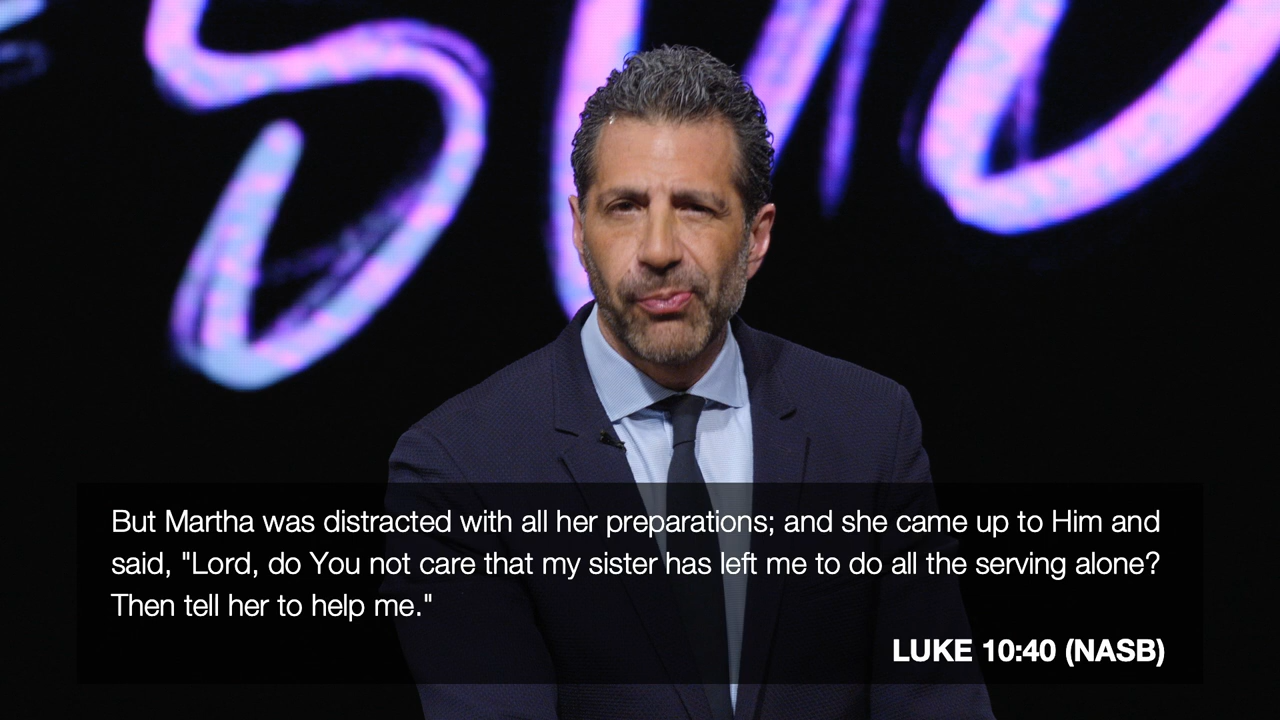 But Martha was distracted with all her preparations; and she came up to Him and
said, "Lord, do You not care that my sister has left me to do all the serving alone?
Then tell her to help me."
LUKE 10:40 (NASB)